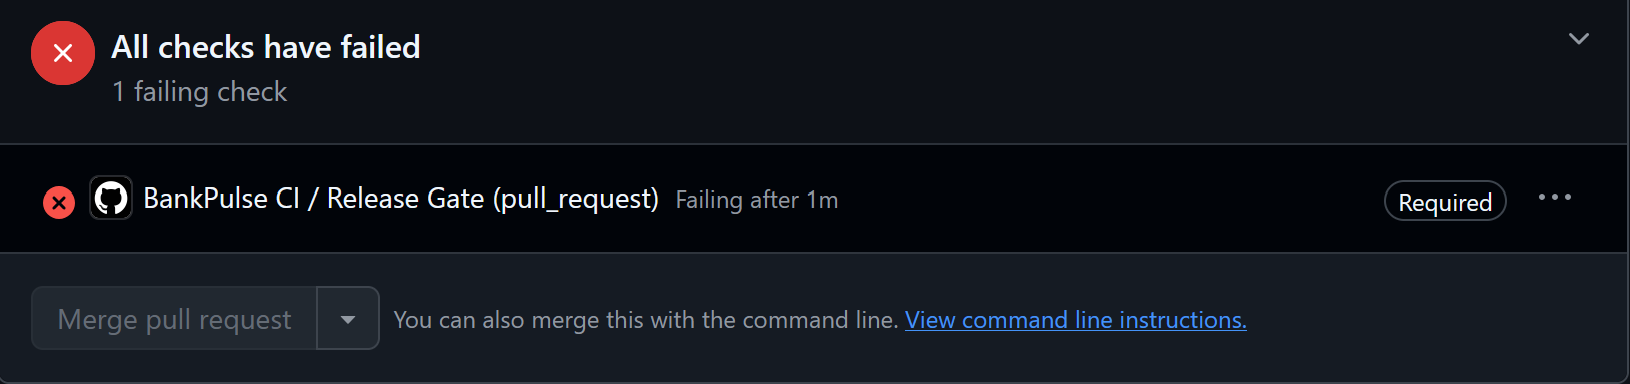 All checks have failed
1 failing check
BankPulse CI / Release Gate (pull_request) Failing after 1m Required
Merge pull request You can also merge this with the command line. View command line instructions.